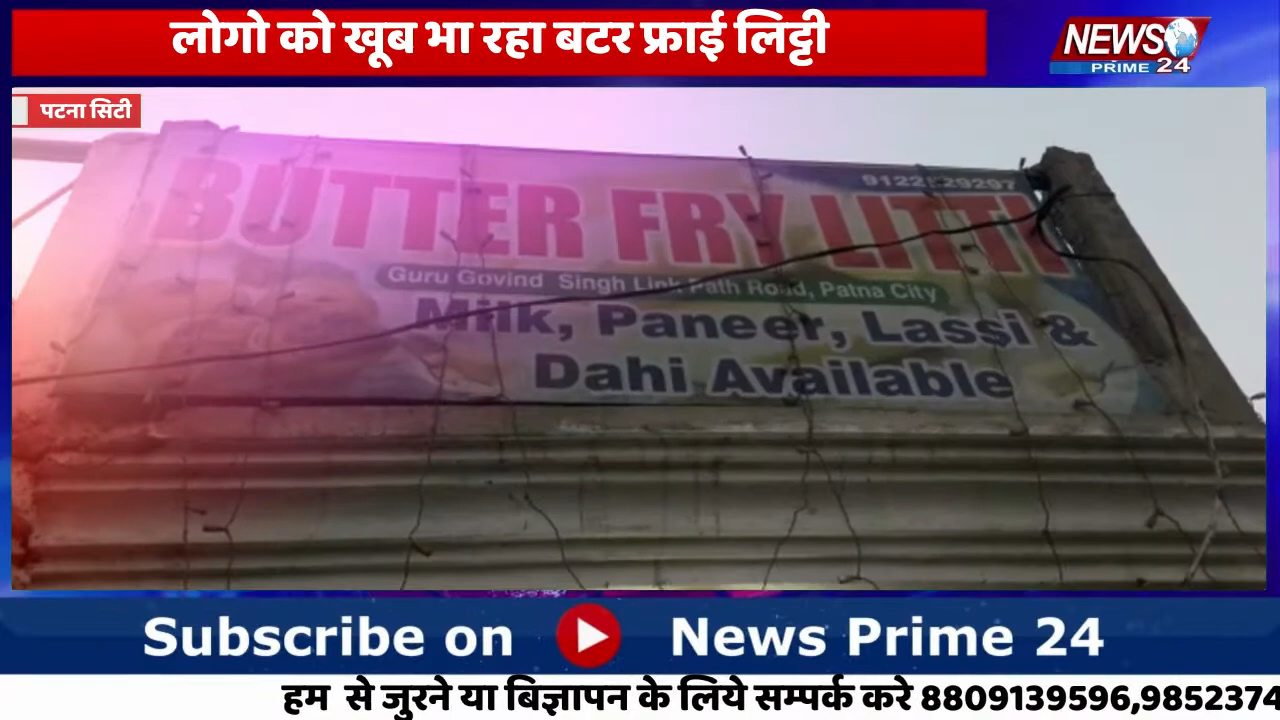 लोगो को खूब भा रहा बटर फ्राई लिट्टी
NEWS
PRIME 24
पटना सिटी
BUTTER FRY LITTI
Guru Govind Singh Link Path Road, Patna City
Milk, Paneer, Lassi &
Dahi Available
Subscribe on News Prime 24
हम से जुरने या बिज्ञापन के लिये सम्पर्क करे 8809139596,9852374